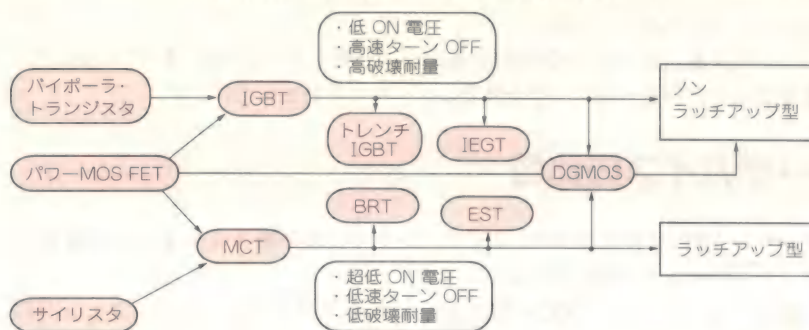 ・低 ON 電圧
・高速ターン OFF
・高破壊耐量
バイポーラ・
トランジスタ
IGBT
ノン
ラッチアップ型
トレンチ
IGBT
IEGT
パワーMOS FET
DGMOS
BRT
EST
MCT
ラッチアップ型
・超低 ON 電圧
・低速ターン OFF
・低破壊耐量
サイリスタ